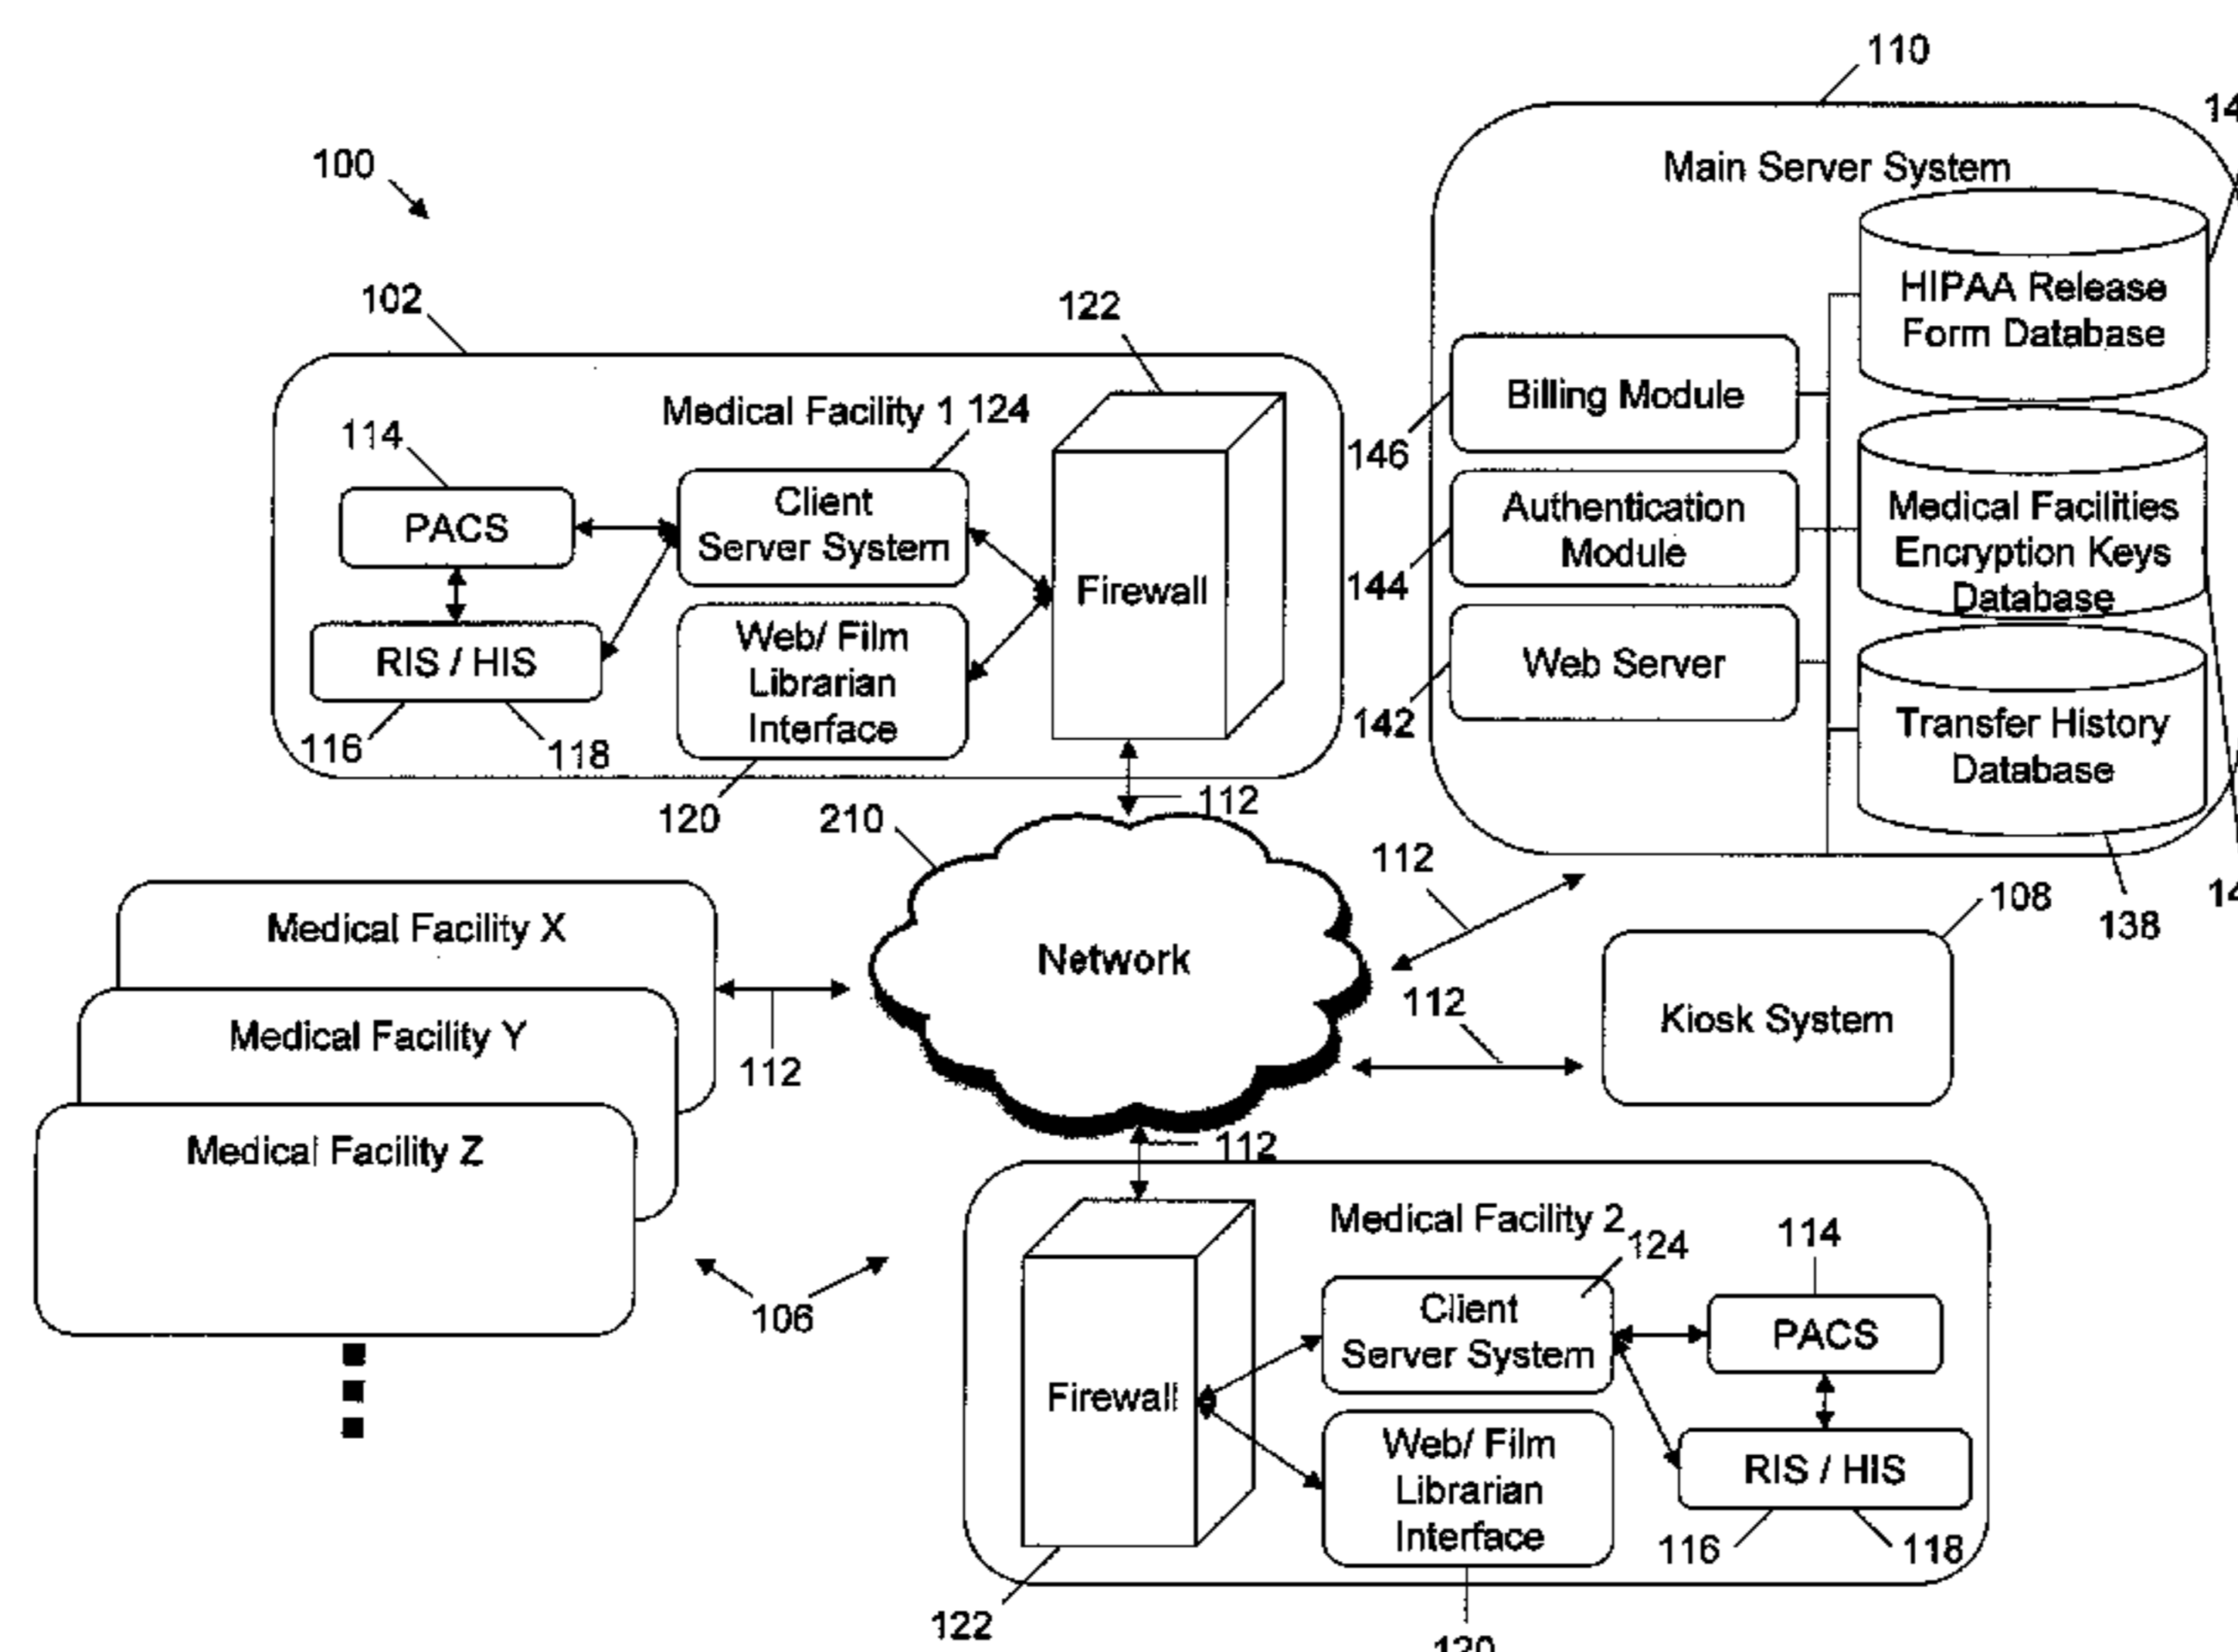 110
14
100
Main Server System
HIPAA Release
Form Database
102
122
Billing Module
Medical Facility 1
124
114
146
Client
Server System
PACS
Authentication
Module
Medical Facilities
Encryption Keys
Database
144
Firewall
RIS / HIS
Web/ Film
Librarian
Interface
Web Server
142
Transfer History
Database
116
118
120
210
112
112
108
14
138
Medical Facility X
Network
112
Kiosk System
Medical Facility Y
112
Medical Facility Z
112
Medical Facility 2
124
114
106
Client
Server System
PACS
Firewall
Web/ Film
Librarian
Interface
RIS / HIS
116
118
122